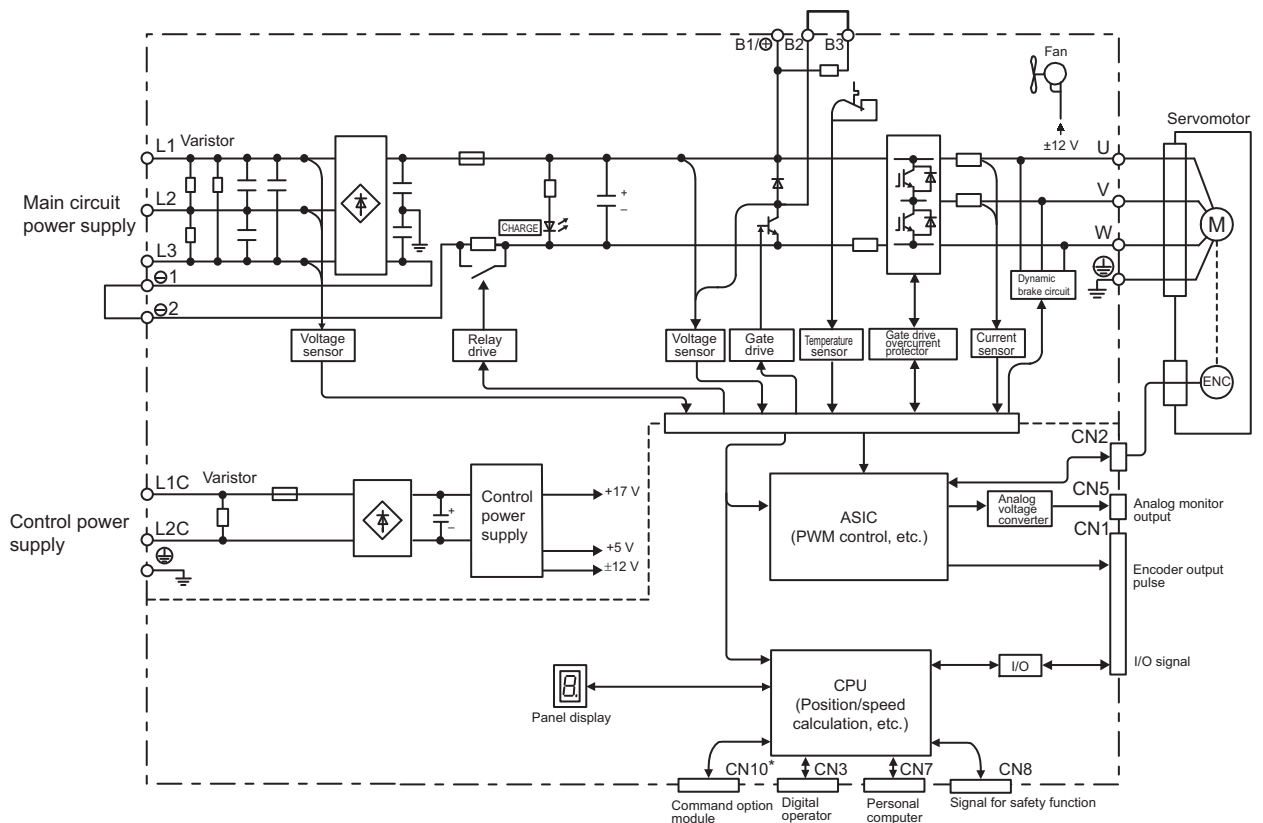 B1/⊕ B2 B3
Fan
±12 V
Servomotor
L1 Varistor
U
Main circuit
power supply
L2
V
M
L3
CHARGE
+
–
W
⊖1
⊖2
Dynamic
brake circuit
Voltage
sensor
Relay
drive
Voltage
sensor
Gate
drive
Temperature
sensor
Gate drive
overcurrent
protector
Current
sensor
ENC
CN2
L1C Varistor
Control power
supply
L2C
+
–
Control
power
supply
+17 V
+5 V
±12 V
ASIC
(PWM control, etc.)
Analog
voltage
converter
CN5
Analog monitor
output
CN1
Encoder output
pulse
I/O
I/O signal
CPU
(Position/speed
calculation, etc.)
8.
Panel display
CN10* CN3 CN7 CN8
Command option
module
Digital
operator
Personal
computer
Signal for safety function